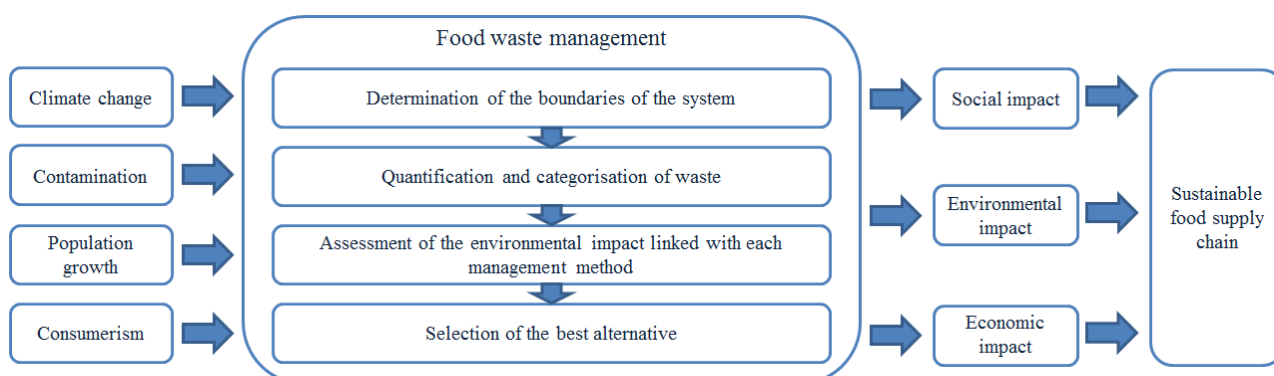 Food waste management
Climate change
Contamination
Population
growth
Consumerism
Determination of the boundaries of the system
Quantification and categorisation of waste
Assessment of the environmental impact linked with each
management method
Selection of the best alternative
Social impact
Environmental
impact
Economic
impact
Sustainable
food supply
chain